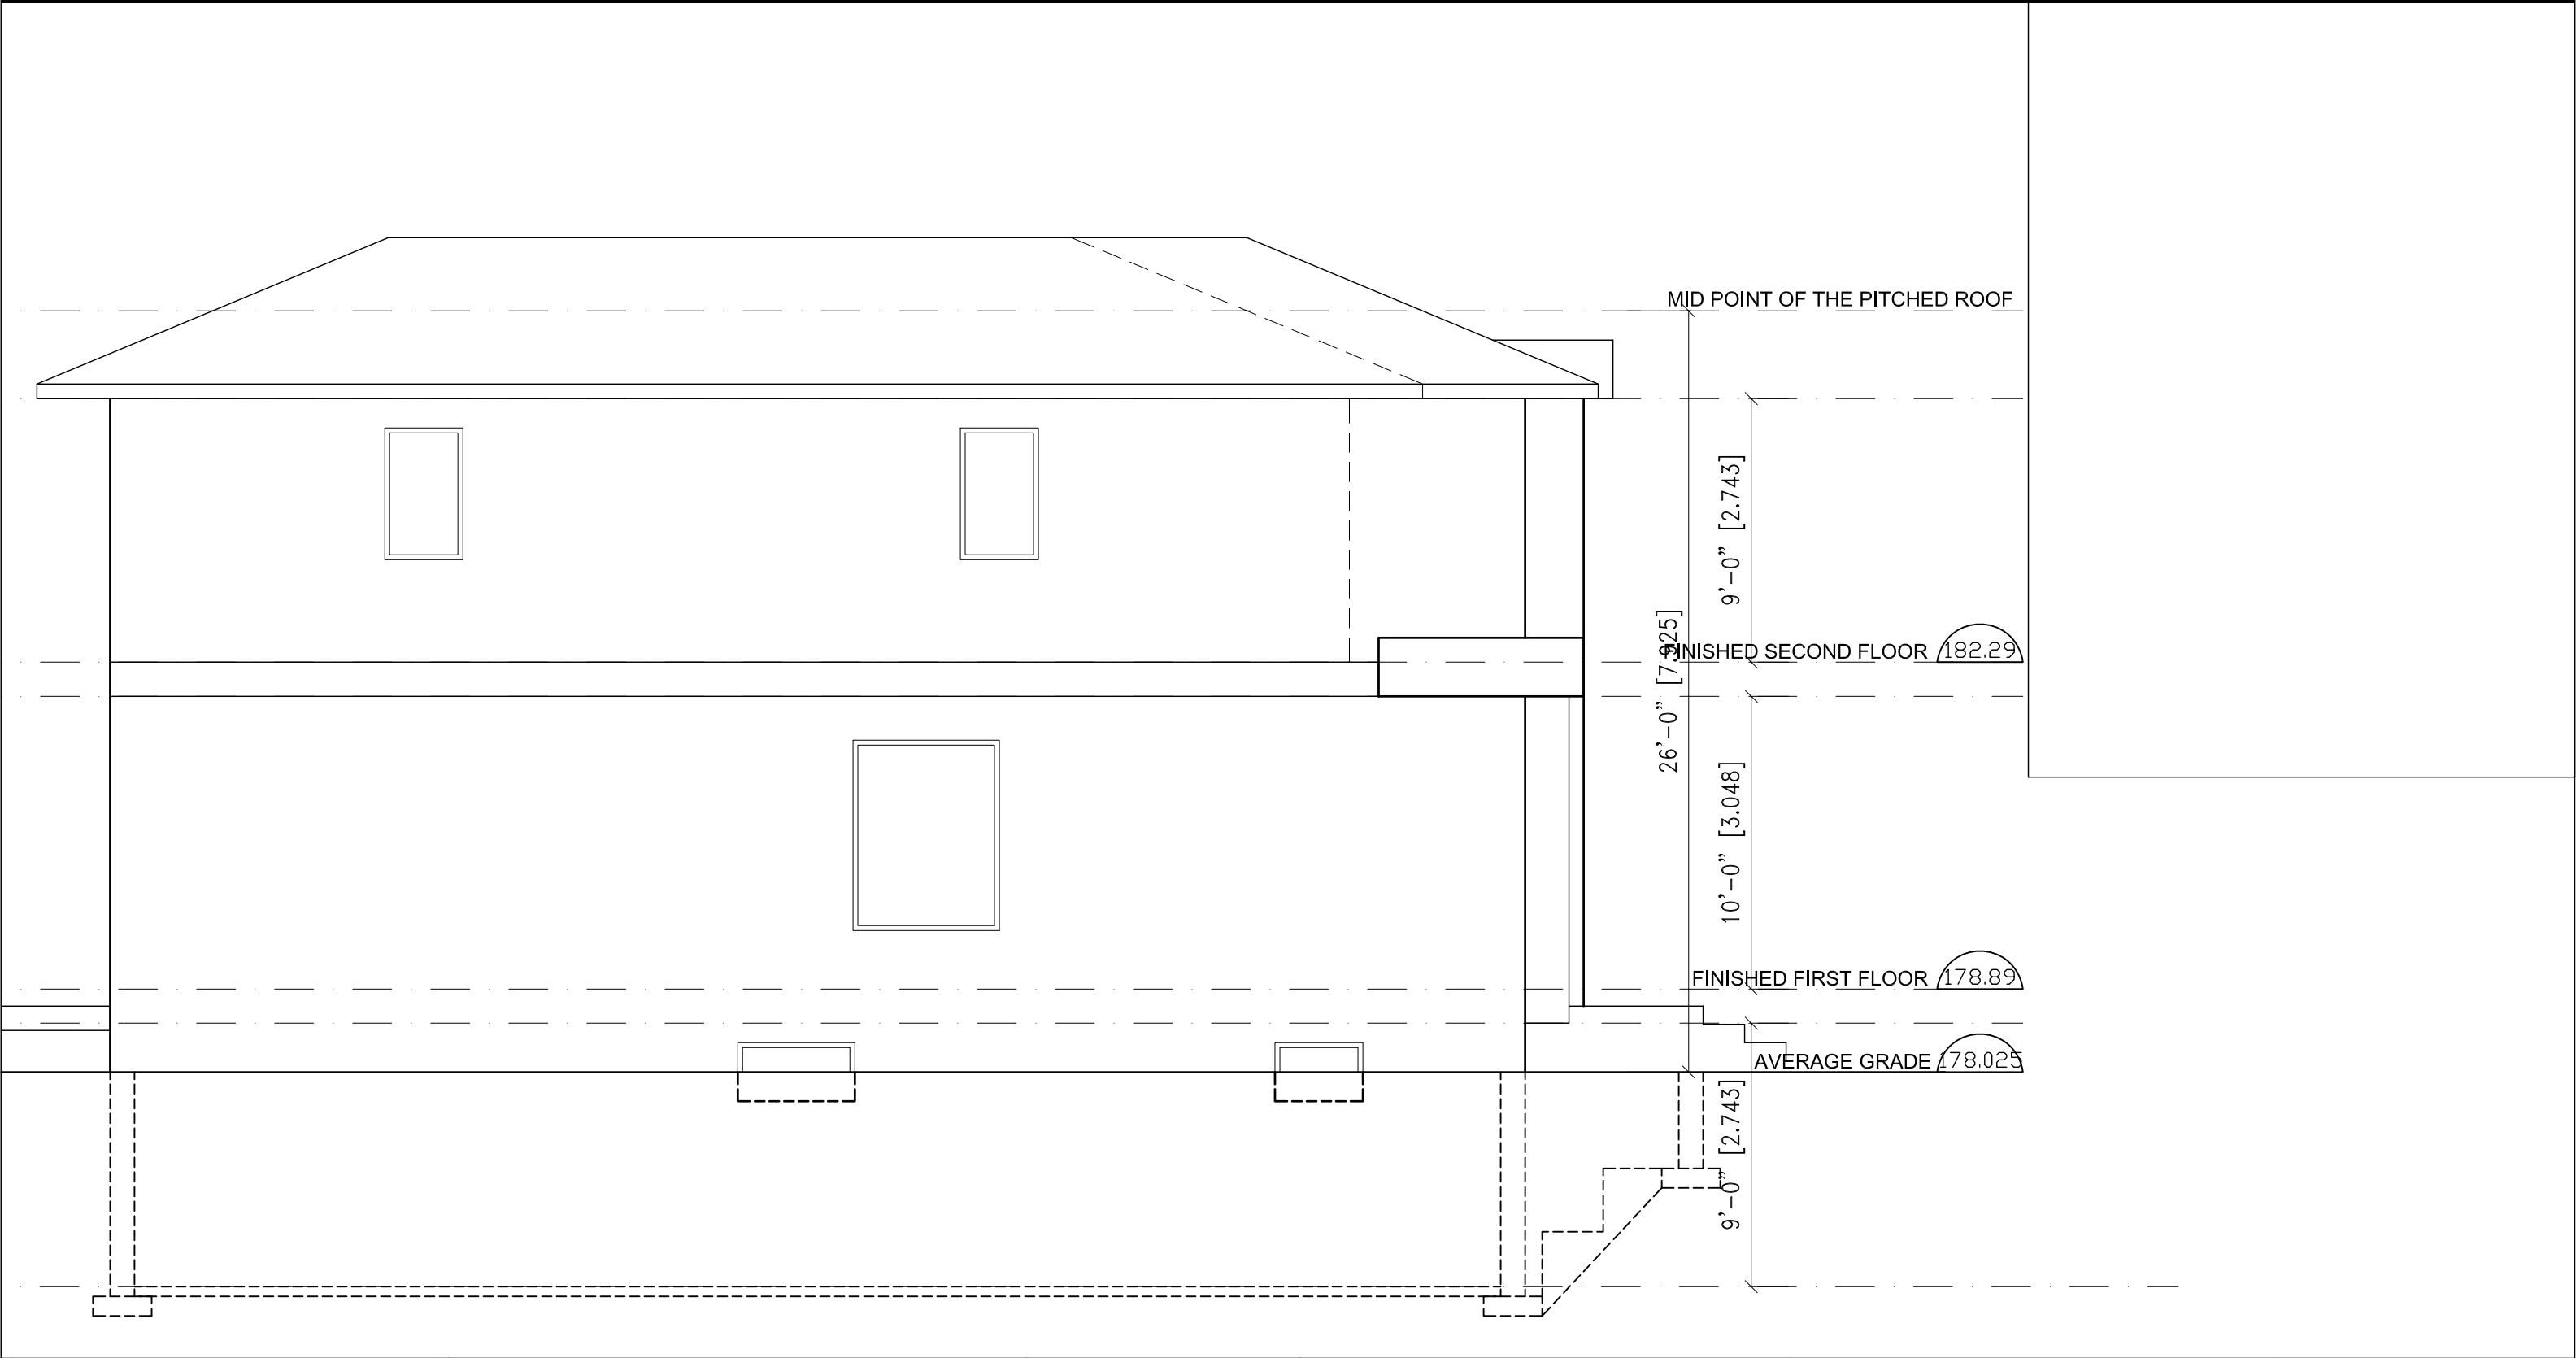 MID POINT OF THE PITCHED ROOF
9'-0" [2.743]
26'-0" [7.925]
FINISHED SECOND FLOOR 182.29
10'-0" [3.048]
FINISHED FIRST FLOOR 178.89
AVERAGE GRADE 178.025
9'-0" [2.743]